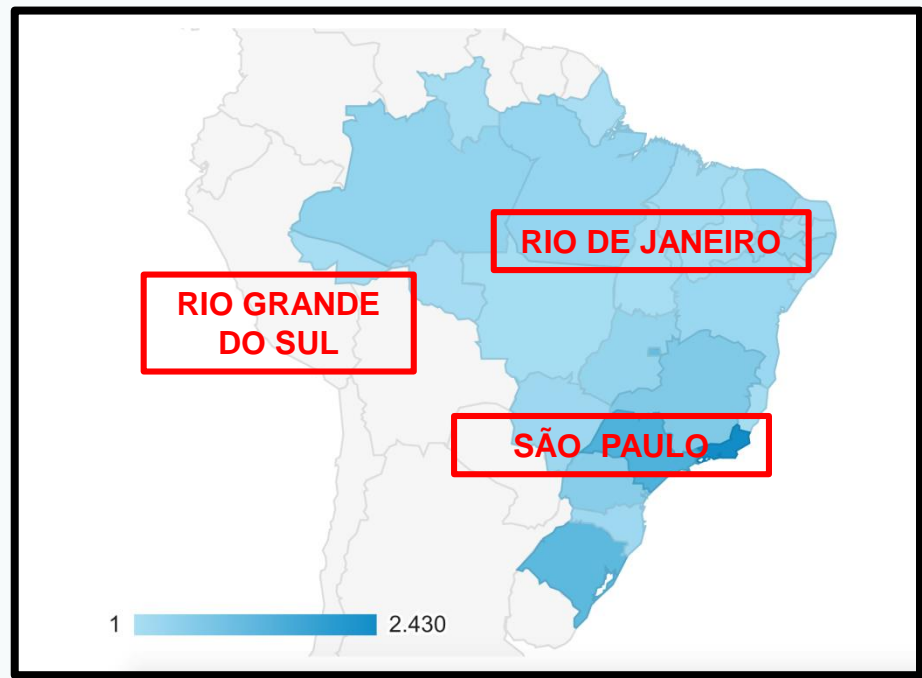 RIO DE JANEIRO
RIO GRANDE
DO SUL
SÃO PAULO
1 2.430